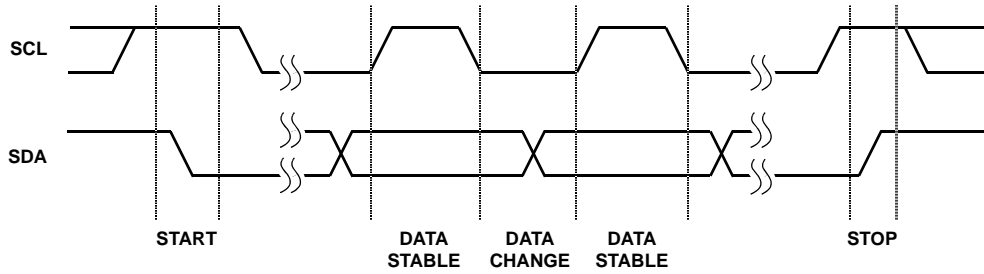 SCL
SDA
START
DATA
STABLE
DATA
CHANGE
DATA
STABLE
STOP